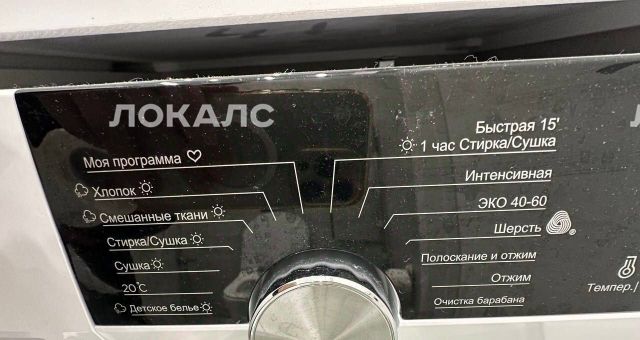 ЛОКАЛС
ЛО
Моя программа
Хлопок
Смешанные ткани
Стирка/Сушка
Сушка
20℃
Детское белье
Быстрая 15'
1 час Стирка/Сушка
Интенсивная
ЭКО 40-60
Шерсть ®
Полоскание и отжим
Отжим
Очистка барабана
Темпер./